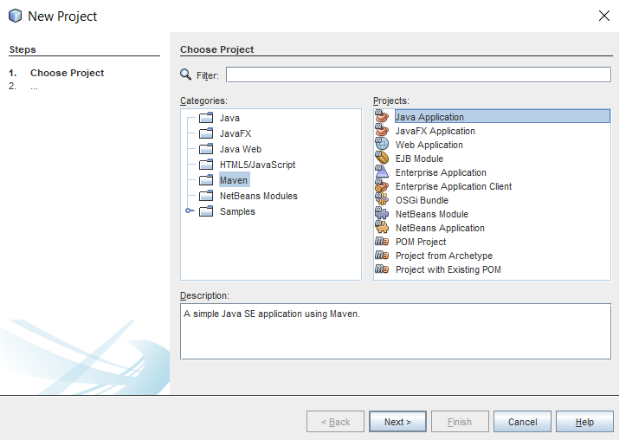 New Project
Steps
1. Choose Project
2. ...
Choose Project
Filter:
Categories:
Java
JavaFX
Java Web
HTML5/JavaScript
Maven
NetBeans Modules
Samples
Projects:
Java Application
JavaFX Application
Web Application
EJB Module
Enterprise Application
Enterprise Application Client
OSGi Bundle
NetBeans Module
NetBeans Application
POM Project
Project from Archetype
Project with Existing POM
Description:
A simple Java SE application using Maven.
< Back
Next >
Finish
Cancel
Help